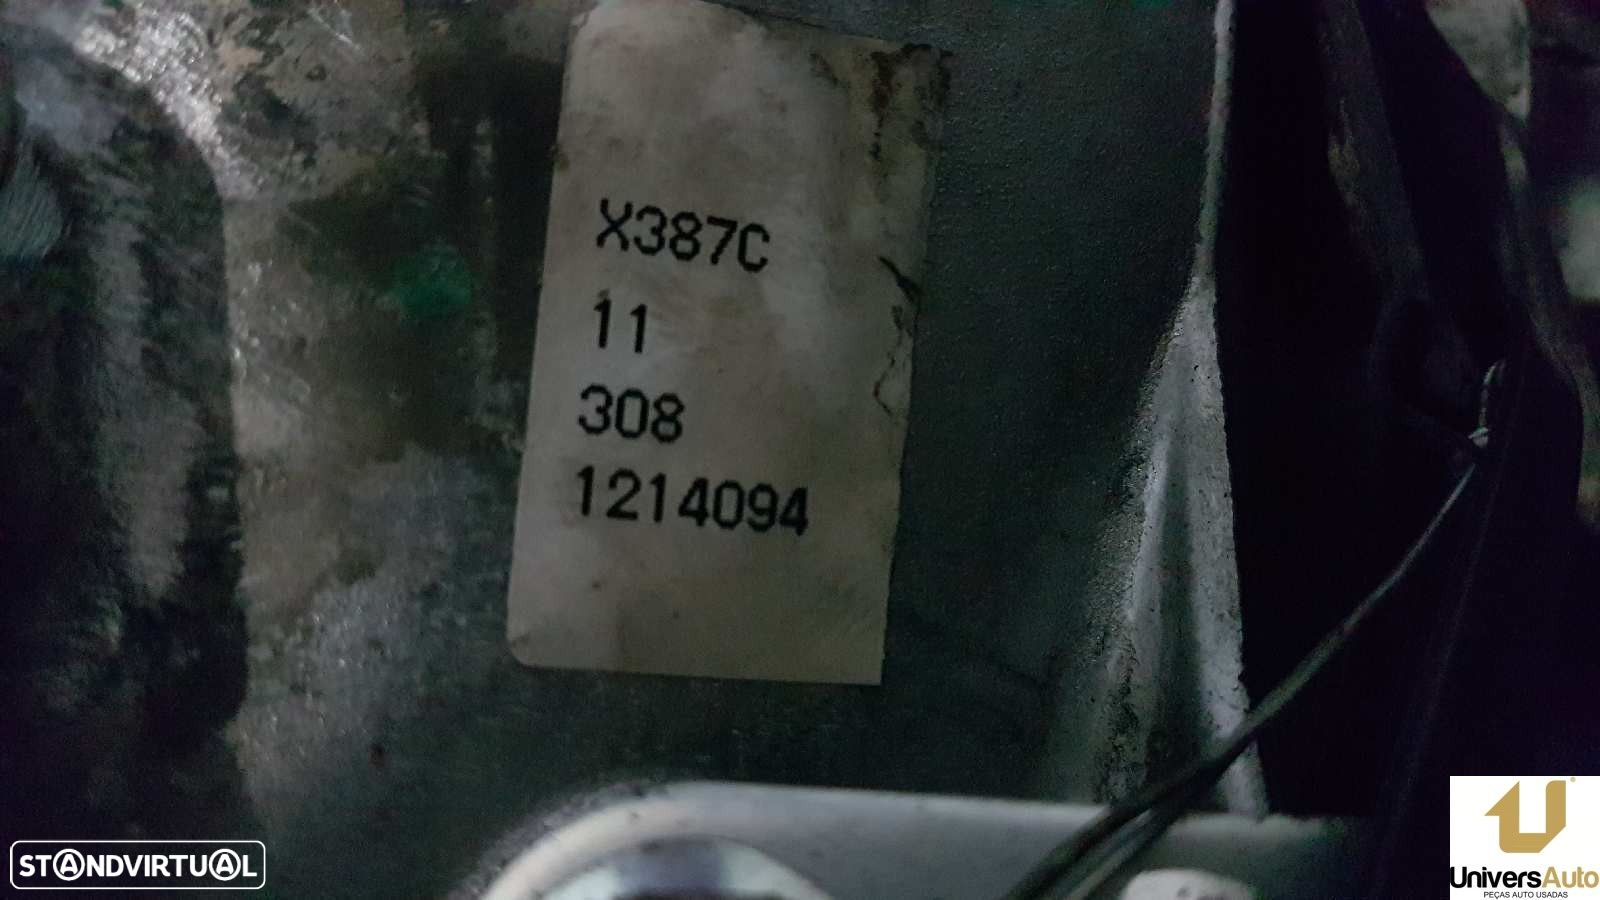 X387C
11
308
1214094
STANDVIRTUAL
UniversAuto
PEÇAS AUTO USADAS